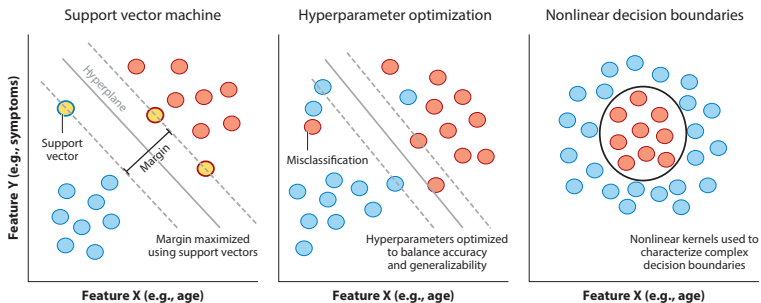 Support vector machine
Hyperparameter optimization
Nonlinear decision boundaries
Feature Y (e.g., symptoms)
Hyperplane
Support
vector
Margin
Margin maximized
using support vectors
Feature X (e.g., age)
Misclassification
Hyperparameters optimized
to balance accuracy
and generalizability
Feature X (e.g., age)
Nonlinear kernels used to
characterize complex
decision boundaries
Feature X (e.g., age)